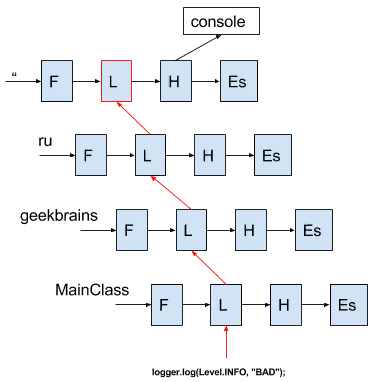 console
“ F L H Es
ru F L H Es
geekbrains F L H Es
MainClass F L H Es
logger.log(Level.INFO, "BAD");